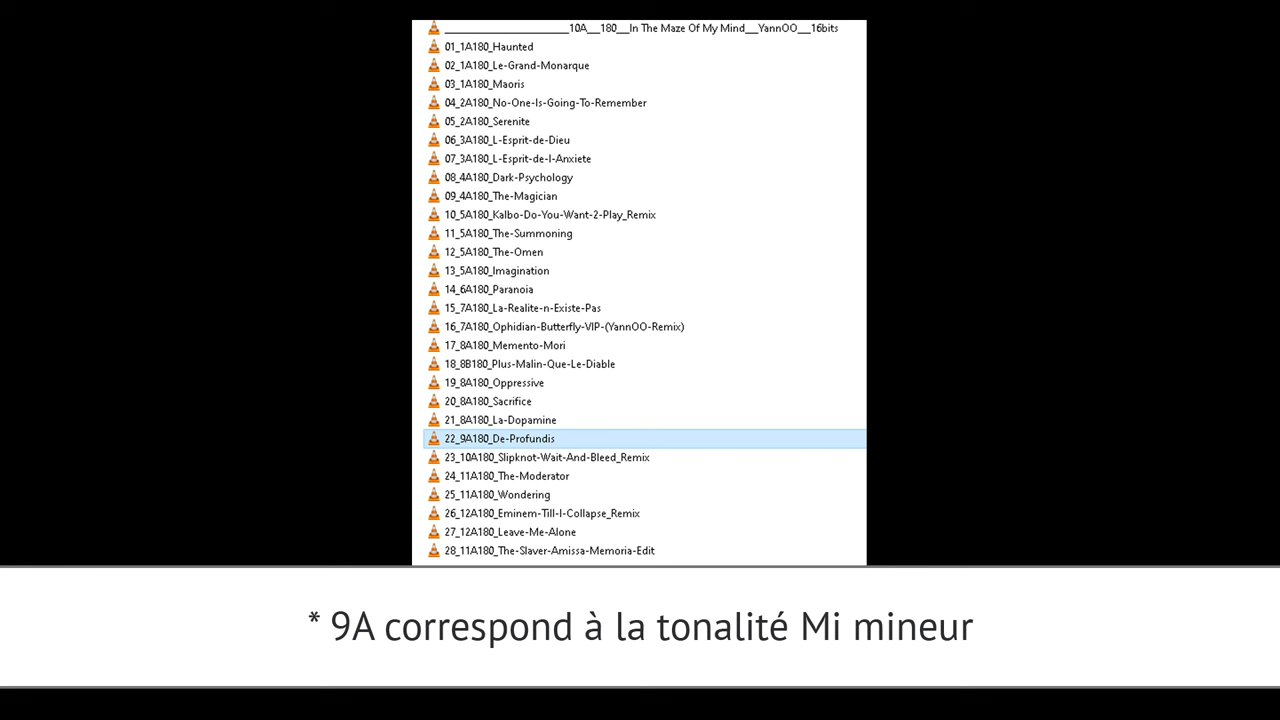 ______________________10A__180__In The Maze Of My Mind__YannOO__16bits
01_1A180_Haunted
02_1A180_Le-Grand-Monarque
03_1A180_Maoris
04_2A180_No-One-Is-Going-To-Remember
05_2A180_Serenite
06_3A180_L-Esprit-de-Dieu
07_3A180_L-Esprit-de-l-Anxiete
08_4A180_Dark-Psychology
09_4A180_The-Magician
10_5A180_Kalbo-Do-You-Want-2-Play_Remix
11_5A180_The-Summoning
12_5A180_The-Omen
13_5A180_Imagination
14_6A180_Paranoia
15_7A180_La-Realite-n-Existe-Pas
16_7A180_Ophidian-Butterfly-VIP-(YannOO-Remix)
17_8A180_Memento-Mori
18_8B180_Plus-Malin-Que-Le-Diable
19_8A180_Oppressive
20_8A180_Sacrifice
21_8A180_La-Dopamine
22_9A180_De-Profundis
23_10A180_Slipknot-Wait-And-Bleed_Remix
24_11A180_The-Moderator
25_11A180_Wondering
26_12A180_Eminem-Till-I-Collapse_Remix
27_12A180_Leave-Me-Alone
28_11A180_The-Slaver-Amissa-Memoria-Edit
* 9A correspond à la tonalité Mi mineur